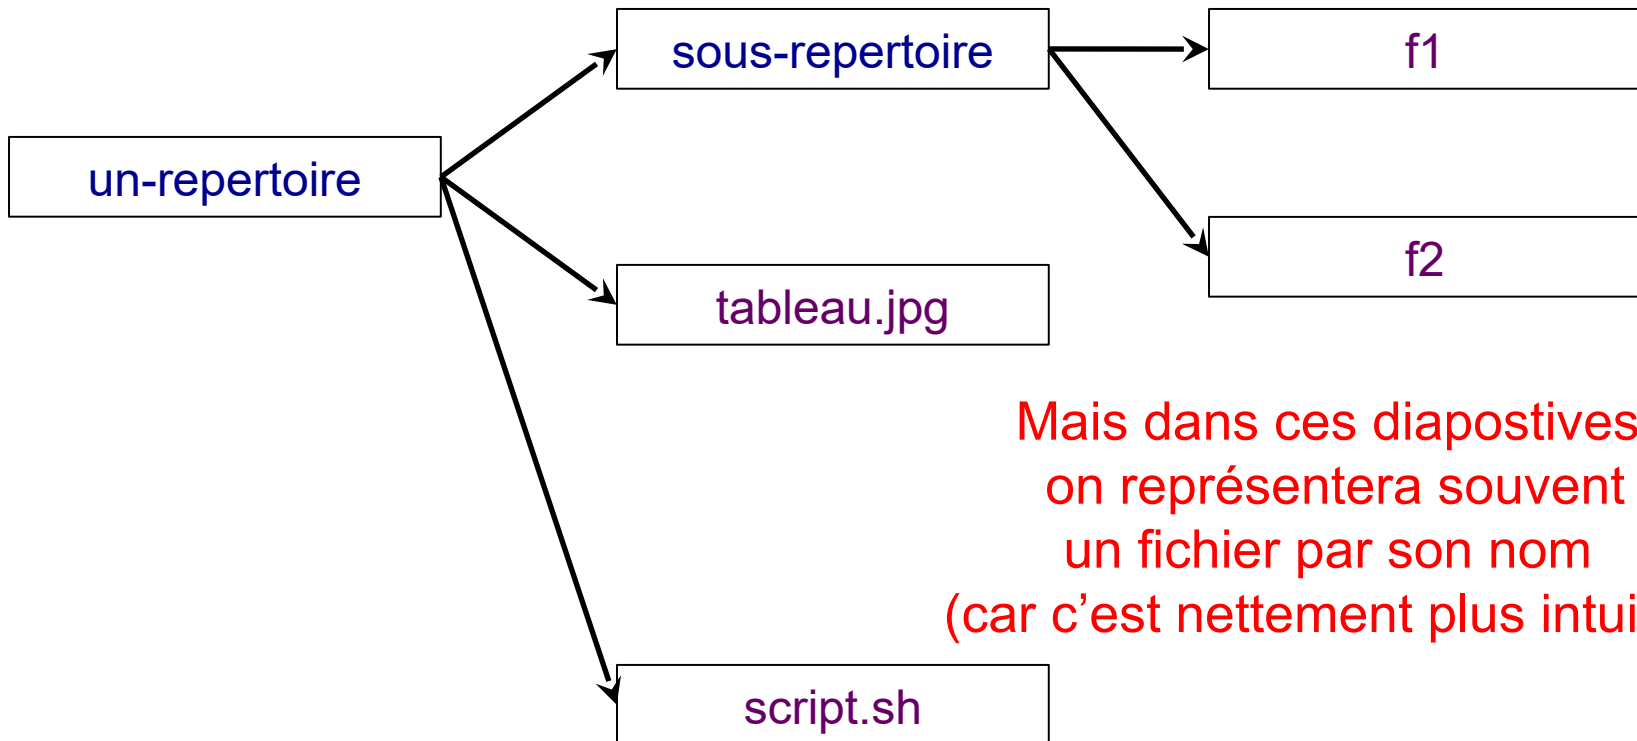 sous-repertoire
f1
un-repertoire
f2
tableau.jpg
Mais dans ces diapostives
on représentera souvent
un fichier par son nom
(car c’est nettement plus intui
script.sh